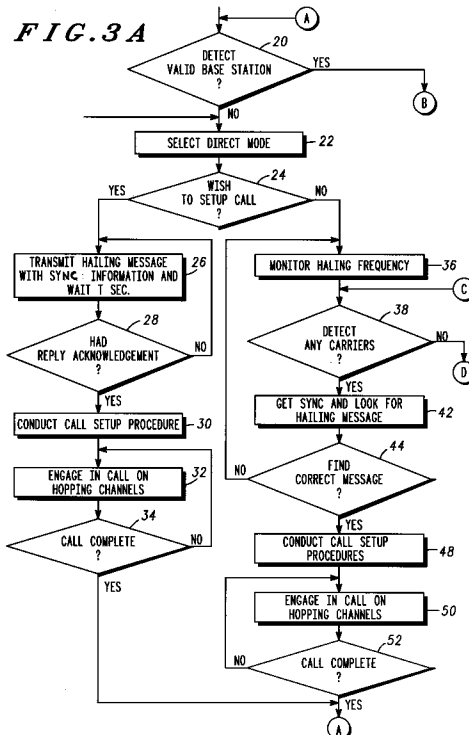 FIG.3A
A
20
DETECT
VALID BASE STATION
?
YES
B
NO
SELECT DIRECT MODE
22
24
WISH
TO SETUP CALL
?
YES
NO
TRANSMIT HAILING MESSAGE
WITH SYNC INFORMATION AND
WAIT T SEC.
26
MONITOR HALING FREQUENCY
36
C
28
HAD
REPLY ACKNOWLEDGEMENT
?
NO
YES
38
DETECT
ANY CARRIERS
?
NO
D
YES
CONDUCT CALL SETUP PROCEDURE
30
GET SYNC AND LOOK FOR
HAILING MESSAGE
42
ENGAGE IN CALL ON
HOPPING CHANNELS
32
44
FIND
CORRECT MESSAGE
?
NO
YES
34
CALL COMPLETE
?
NO
YES
CONDUCT CALL SETUP
PROCEDURES
48
ENGAGE IN CALL ON
HOPPING CHANNELS
50
52
CALL COMPLETE
?
NO
YES
A